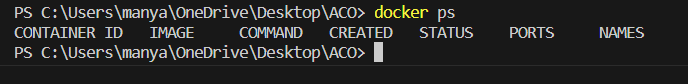 PS C:\Users\manya\OneDrive\Desktop\ACO> docker ps
CONTAINER ID   IMAGE     COMMAND   CREATED   STATUS    PORTS     NAMES
PS C:\Users\manya\OneDrive\Desktop\ACO>